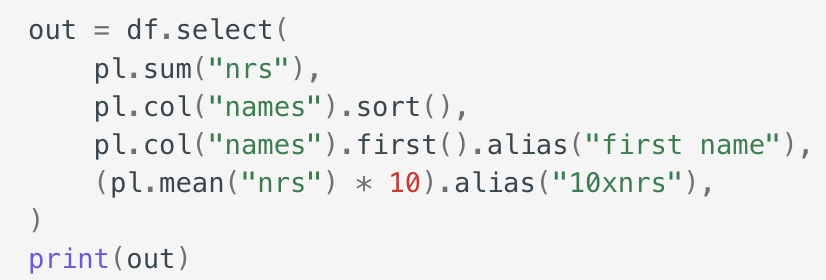 out = df.select(
    pl.sum("nrs"),
    pl.col("names").sort(),
    pl.col("names").first().alias("first name"),
    (pl.mean("nrs") * 10).alias("10xnrs"),
)
print(out)